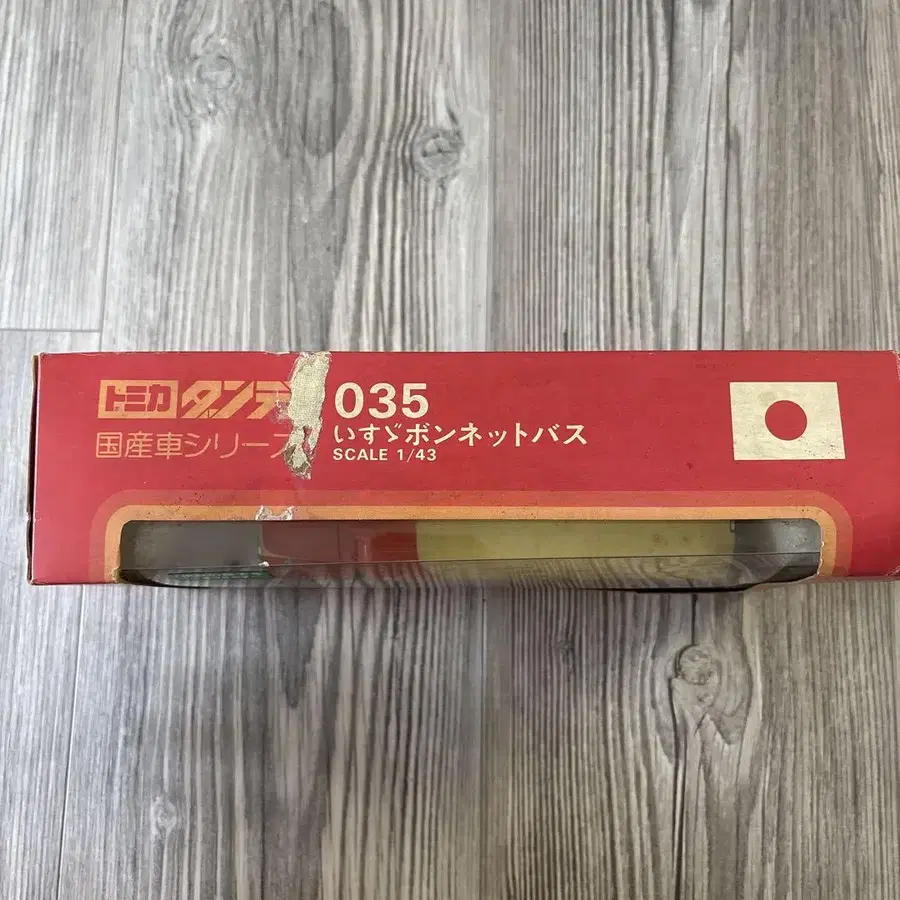 トミカ ダンデ
035
国産車シリーズ
いすゞボンネットバス
SCALE 1/43